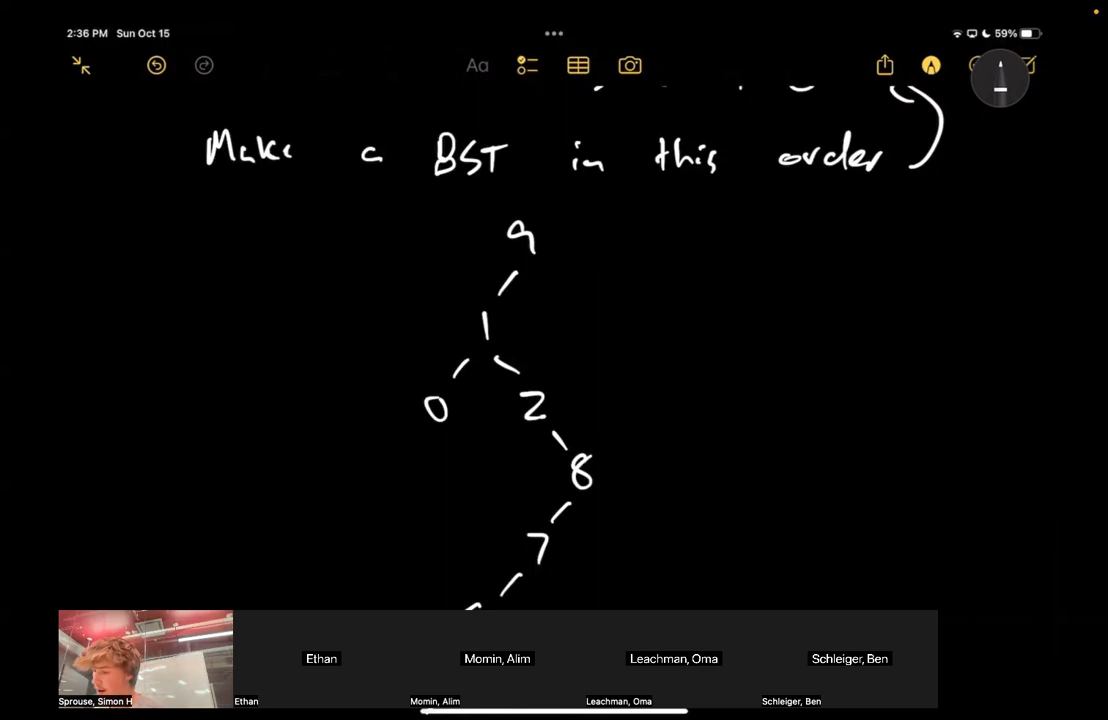 2:36 PM Sun Oct 15
59%
Aa
Make a BST in this order
9
1
0 2
8
7
Ethan
Momin, Alim
Leachman, Oma
Schleiger, Ben
Sprouse, Simon H
Ethan
Momin, Alim
Leachman, Oma
Schleiger, Ben